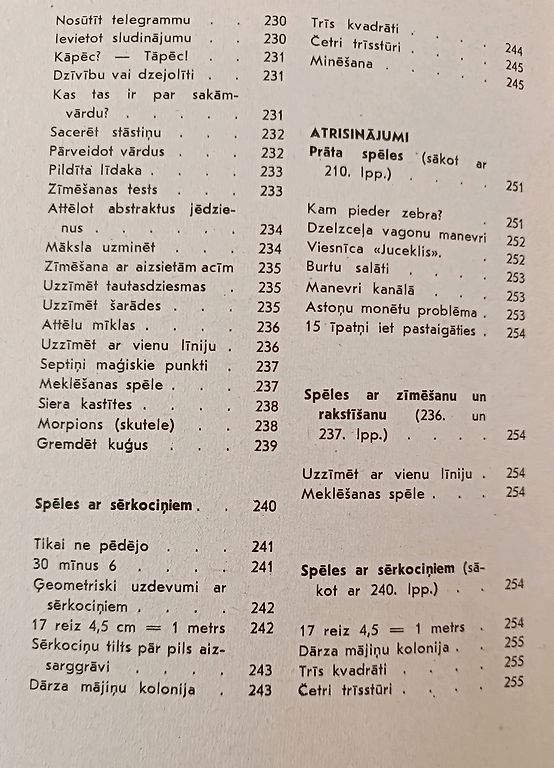 Nosūtīt telegrammu . . 230
Ievietot sludinājumu . 230
Kāpēc? — Tāpēc! . . 231
Dzīvību vai dzejolīti . . 231
Kas tas ir par sakām-
vārdu? . . . . . 231
Sacerēt stāstiņu . . . 232
Pārveidot vārdus . . . 232
Pildīta līdaka . . . . 233
Zīmēšanas tests . . . 233
Attēlot abstraktus jēdzie-
nus . . . . . . 234
Māksla uzminēt . . . 234
Zīmēšana ar aizsietām acīm 235
Uzzīmēt tautasdziesmas . 235
Uzzīmēt šarādes . . . 235
Attēlu mīklas . . . . 236
Uzzīmēt ar vienu līniju . 236
Septiņi maģiskie punkti . 237
Meklēšanas spēle . . . 237
Siera kastītes . . . . 238
Morpions (skutele) . . 238
Gremdēt kuģus . . . 239
Spēles ar sērkociņiem . . 240
Tikai ne pēdējo . . . 241
30 mīnus 6 . . . . 241
Ģeometriski uzdevumi ar
sērkociņiem . . . . 242
17 reiz 4,5 cm = 1 metrs 242
Sērkociņu tilts pār pils aiz-
sarggrāvi . . . . 243
Dārza mājiņu kolonija . . 243
Trīs kvadrāti . . . . 244
Četri trīsstūri . . . . 245
Minēšana . . . . . 245
ATRISINĀJUMI
Prāta spēles (sākot ar
210. lpp.) . . . . 251
Kam pieder zebra? . 251
Dzelzceļa vagonu manevri 252
Viesnīca «Juceklis». . . 252
Burtu salāti . . . . 253
Manevri kanālā . . . 253
Astoņu monētu problēma . 253
15 īpatņi iet pastaigāties . 254
Spēles ar zīmēšanu un
rakstīšanu (236. un
237. lpp.) . . . . 254
Uzzīmēt ar vienu līniju . 254
Meklēšanas spēle . . . 254
Spēles ar sērkociņiem (sā-
kot ar 240. lpp.) . . 254
17 reiz 4,5 = 1 metrs . 254
Dārza mājiņu kolonija . . 255
Trīs kvadrāti . . . . 255
Četri trīsstūri . . . . 255